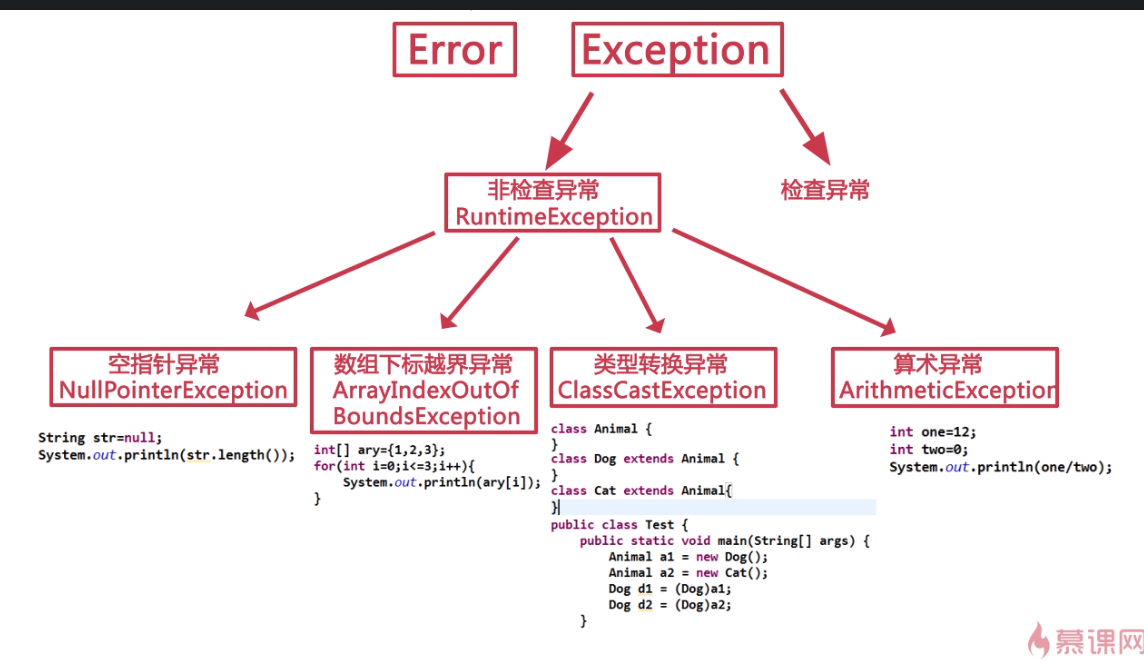 Error
Exception
非检查异常
RuntimeException
检查异常
空指针异常
NullPointerException
String str=null;
System.out.println(str.length());
数组下标越界异常
ArrayIndexOutOf
BoundsException
int[] ary={1,2,3};
for(int i=0;i<=3;i++){
System.out.println(ary[i]);
}
类型转换异常
ClassCastException
class Animal {
}
class Dog extends Animal {
}
class Cat extends Animal{
}
public class Test {
public static void main(String[] args) {
Animal a1 = new Dog();
Animal a2 = new Cat();
Dog d1 = (Dog)a1;
Dog d2 = (Dog)a2;
}
算术异常
ArithmeticException
int one=12;
int two=0;
System.out.println(one/two);
慕课网